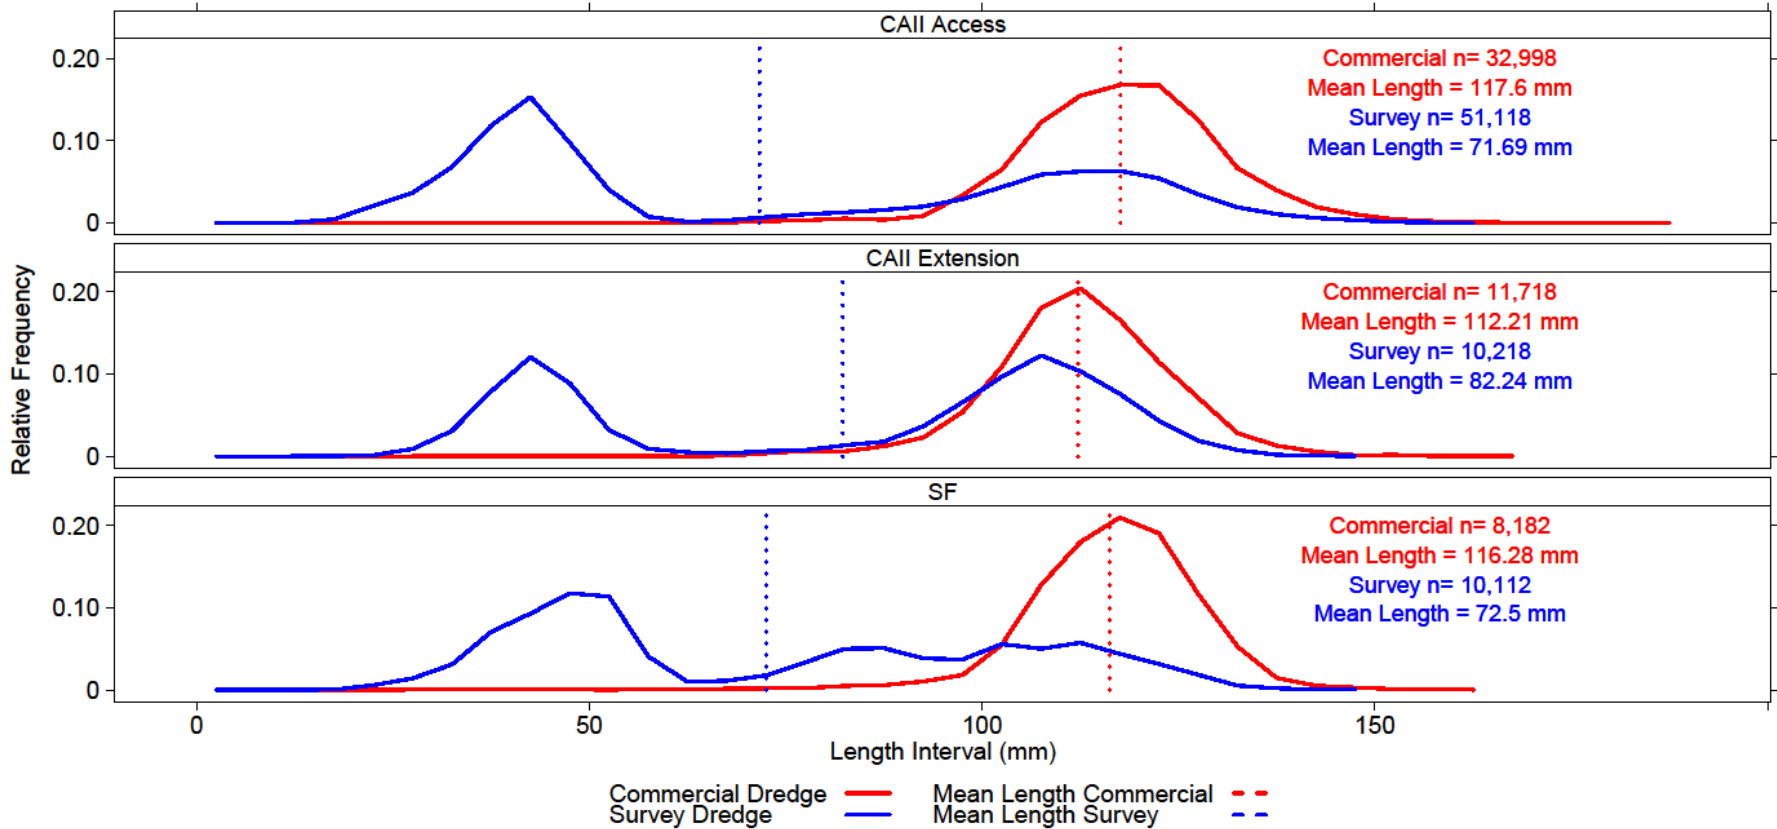 CAII Access
0.20
0.10
0
Commercial n= 32,998
Mean Length = 117.6 mm
Survey n= 51,118
Mean Length = 71.69 mm
CAII Extension
0.20
0.10
0
Commercial n= 11,718
Mean Length = 112.21 mm
Survey n= 10,218
Mean Length = 82.24 mm
SF
0.20
0.10
0
Commercial n= 8,182
Mean Length = 116.28 mm
Survey n= 10,112
Mean Length = 72.5 mm
Relative Frequency
0 50 100 150
Length Interval (mm)
Commercial Dredge Mean Length Commercial
Survey Dredge Mean Length Survey